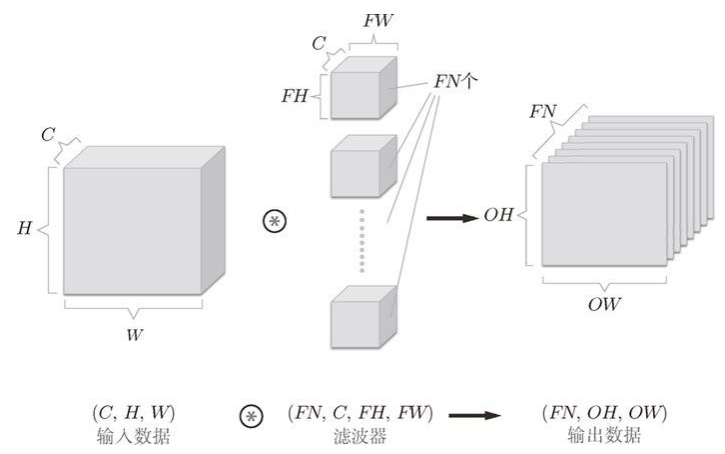 FW
C
FH
FN个
C
H
W
FN
OH
OW
(C, H, W)
⊛
(FN, C, FH, FW)
(FN, OH, OW)
输入数据
滤波器
输出数据